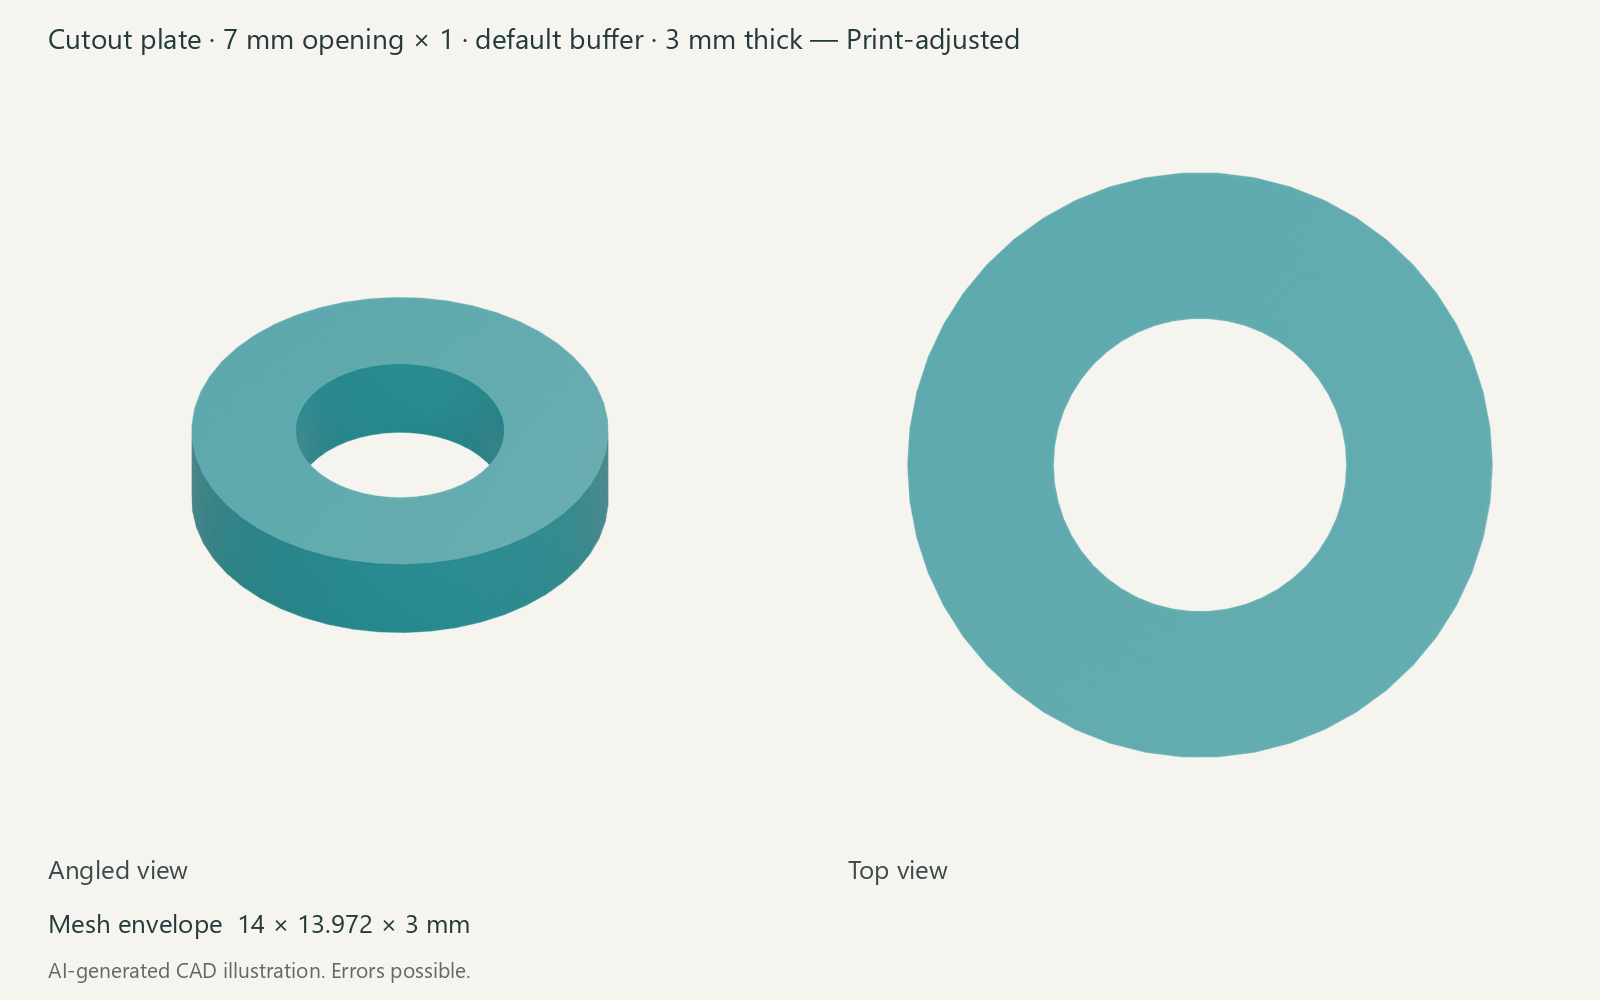 Cutout plate · 7 mm opening × 1 · default buffer · 3 mm thick — Print-adjusted
Angled view
Top view
Mesh envelope 14 × 13.972 × 3 mm
AI-generated CAD illustration. Errors possible.